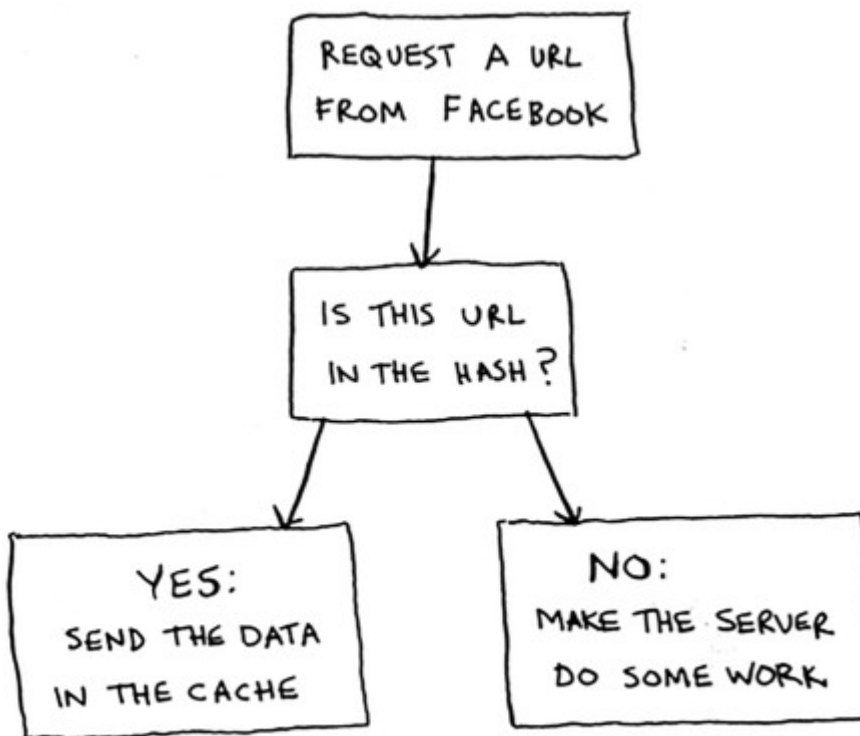 REQUEST A URL
FROM FACEBOOK
IS THIS URL
IN THE HASH?
YES:
SEND THE DATA
IN THE CACHE
NO:
MAKE THE SERVER
DO SOME WORK